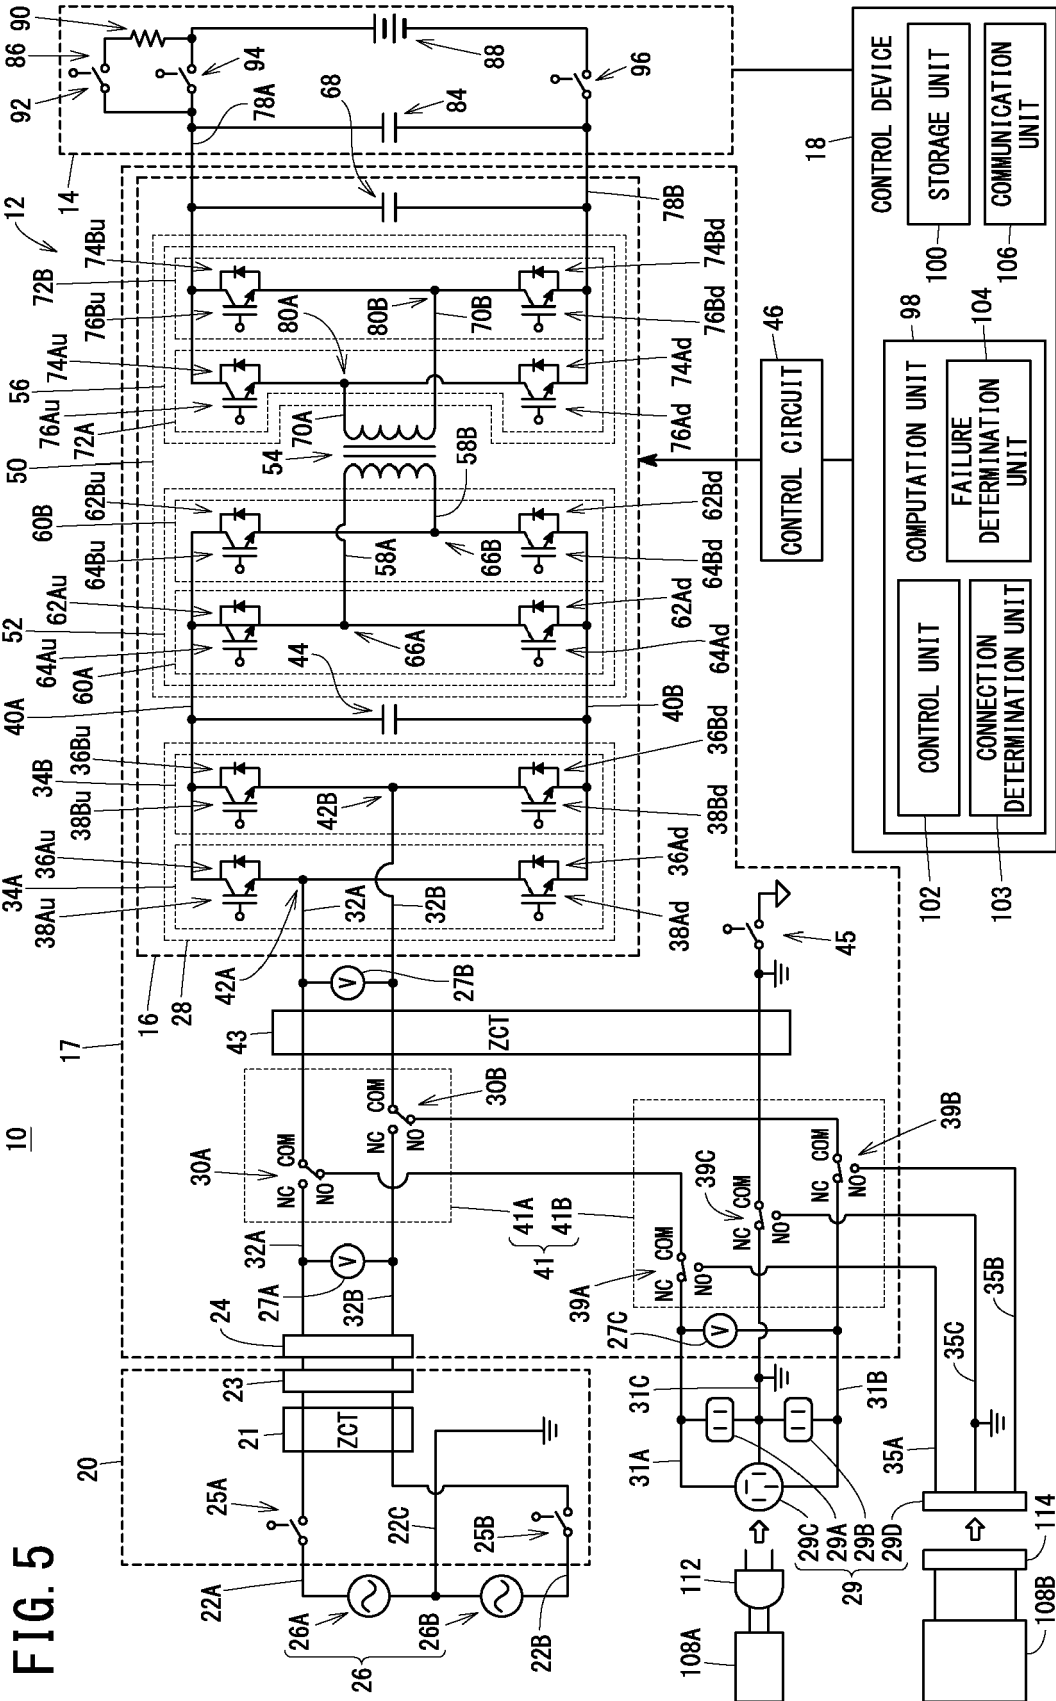 FIG. 5
10
12
14
16
17
18
20
21
ZCT
22A
22B
22C
23
24
25A
25B
26A
26B
26
27A
V
27B
V
27C
V
28
29C
29A
29B
29D
29
30A
NC
COM
NO
30B
NC
COM
NO
31A
31B
31C
32A
32B
32A
32B
34A
34B
35A
35B
35C
36Au
36Bu
36Ad
36Bd
38Au
38Bu
38Ad
38Bd
39A
NC
COM
NO
39B
NC
COM
NO
39C
NC
COM
NO
40A
40B
41A
41B
41
42A
42B
43
ZCT
44
45
46
CONTROL CIRCUIT
50
52
54
56
58A
58B
60A
60B
62Au
62Bu
62Ad
62Bd
64Au
64Bu
64Ad
64Bd
66A
66B
68
70A
70B
72A
72B
74Au
74Bu
74Ad
74Bd
76Au
76Bu
76Ad
76Bd
78A
78B
80A
80B
84
86
88
90
92
94
96
CONTROL DEVICE
98
COMPUTATION UNIT
100
STORAGE UNIT
102
CONTROL UNIT
103
CONNECTION
DETERMINATION UNIT
104
FAILURE
DETERMINATION
UNIT
106
COMMUNICATION
UNIT
108A
112
108B
114